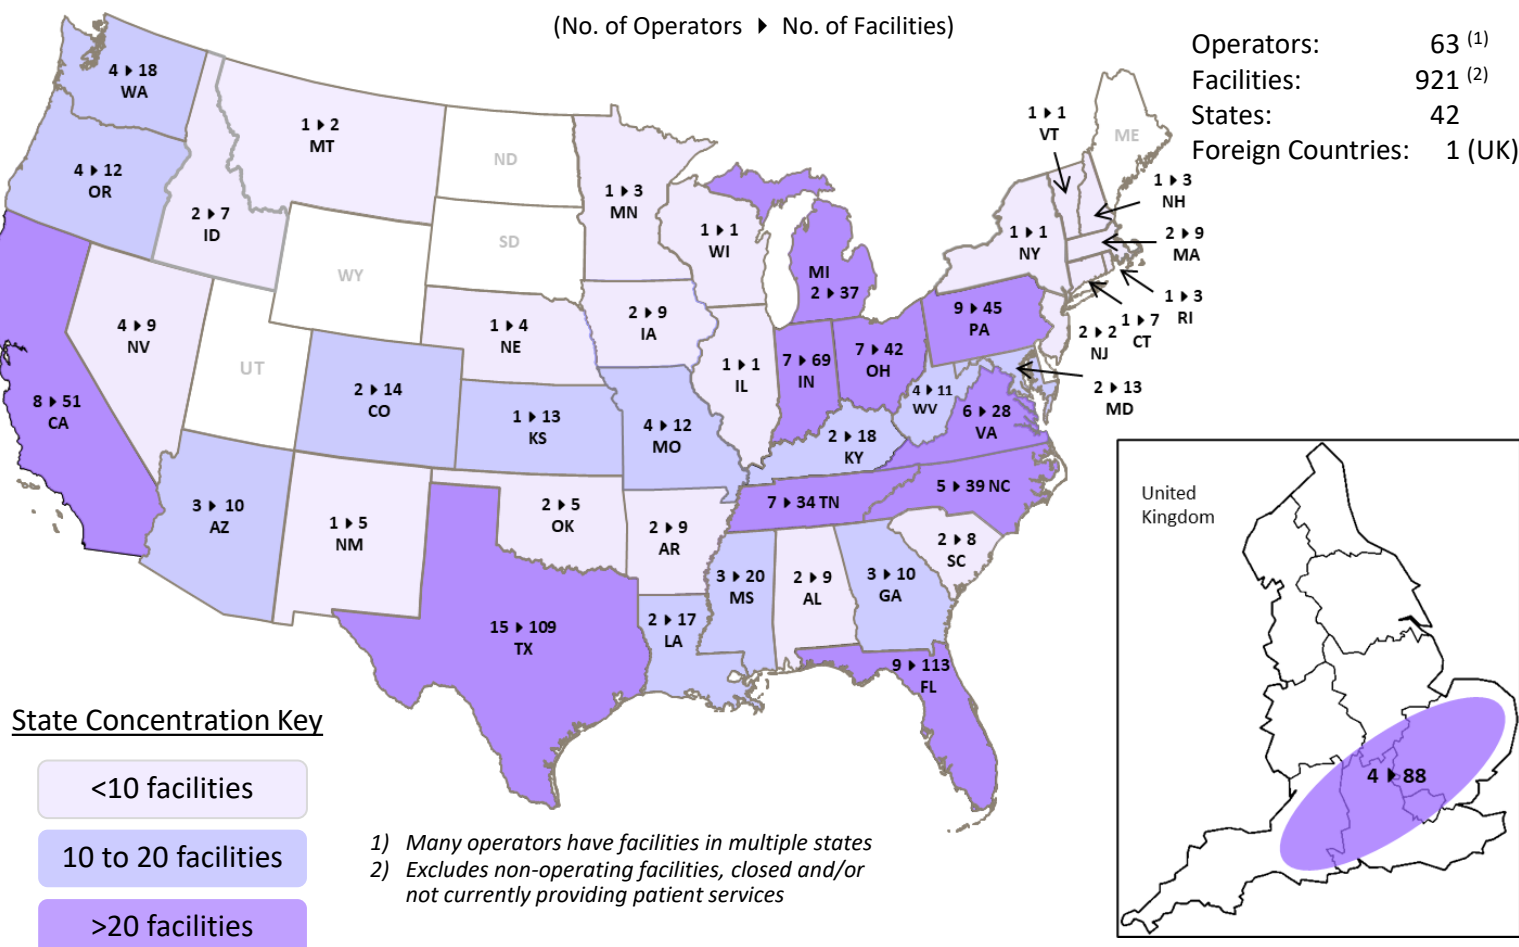 (No. of Operators ▶ No. of Facilities)
Operators: 63 (1)
Facilities: 921 (2)
States: 42
Foreign Countries: 1 (UK)
4 ▶ 18
WA
4 ▶ 12
OR
8 ▶ 51
CA
4 ▶ 9
NV
2 ▶ 7
ID
1 ▶ 2
MT
WY
UT
3 ▶ 10
AZ
2 ▶ 14
CO
1 ▶ 5
NM
ND
SD
1 ▶ 4
NE
1 ▶ 13
KS
2 ▶ 5
OK
15 ▶ 109
TX
1 ▶ 3
MN
2 ▶ 9
IA
4 ▶ 12
MO
2 ▶ 9
AR
2 ▶ 17
LA
1 ▶ 1
WI
1 ▶ 1
IL
MI
2 ▶ 37
7 ▶ 69
IN
7 ▶ 42
OH
2 ▶ 18
KY
7 ▶ 34 TN
3 ▶ 20
MS
2 ▶ 9
AL
3 ▶ 10
GA
9 ▶ 113
FL
2 ▶ 8
SC
5 ▶ 39 NC
6 ▶ 28
VA
4 ▶ 11
WV
9 ▶ 45
PA
1 ▶ 1
NY
1 ▶ 1
VT
ME
1 ▶ 3
NH
2 ▶ 9
MA
1 ▶ 3
RI
1 ▶ 7
CT
2 ▶ 2
NJ
2 ▶ 13
MD
United
Kingdom
4 ▶ 88
State Concentration Key
<10 facilities
10 to 20 facilities
>20 facilities
1) Many operators have facilities in multiple states
2) Excludes non-operating facilities, closed and/or
not currently providing patient services